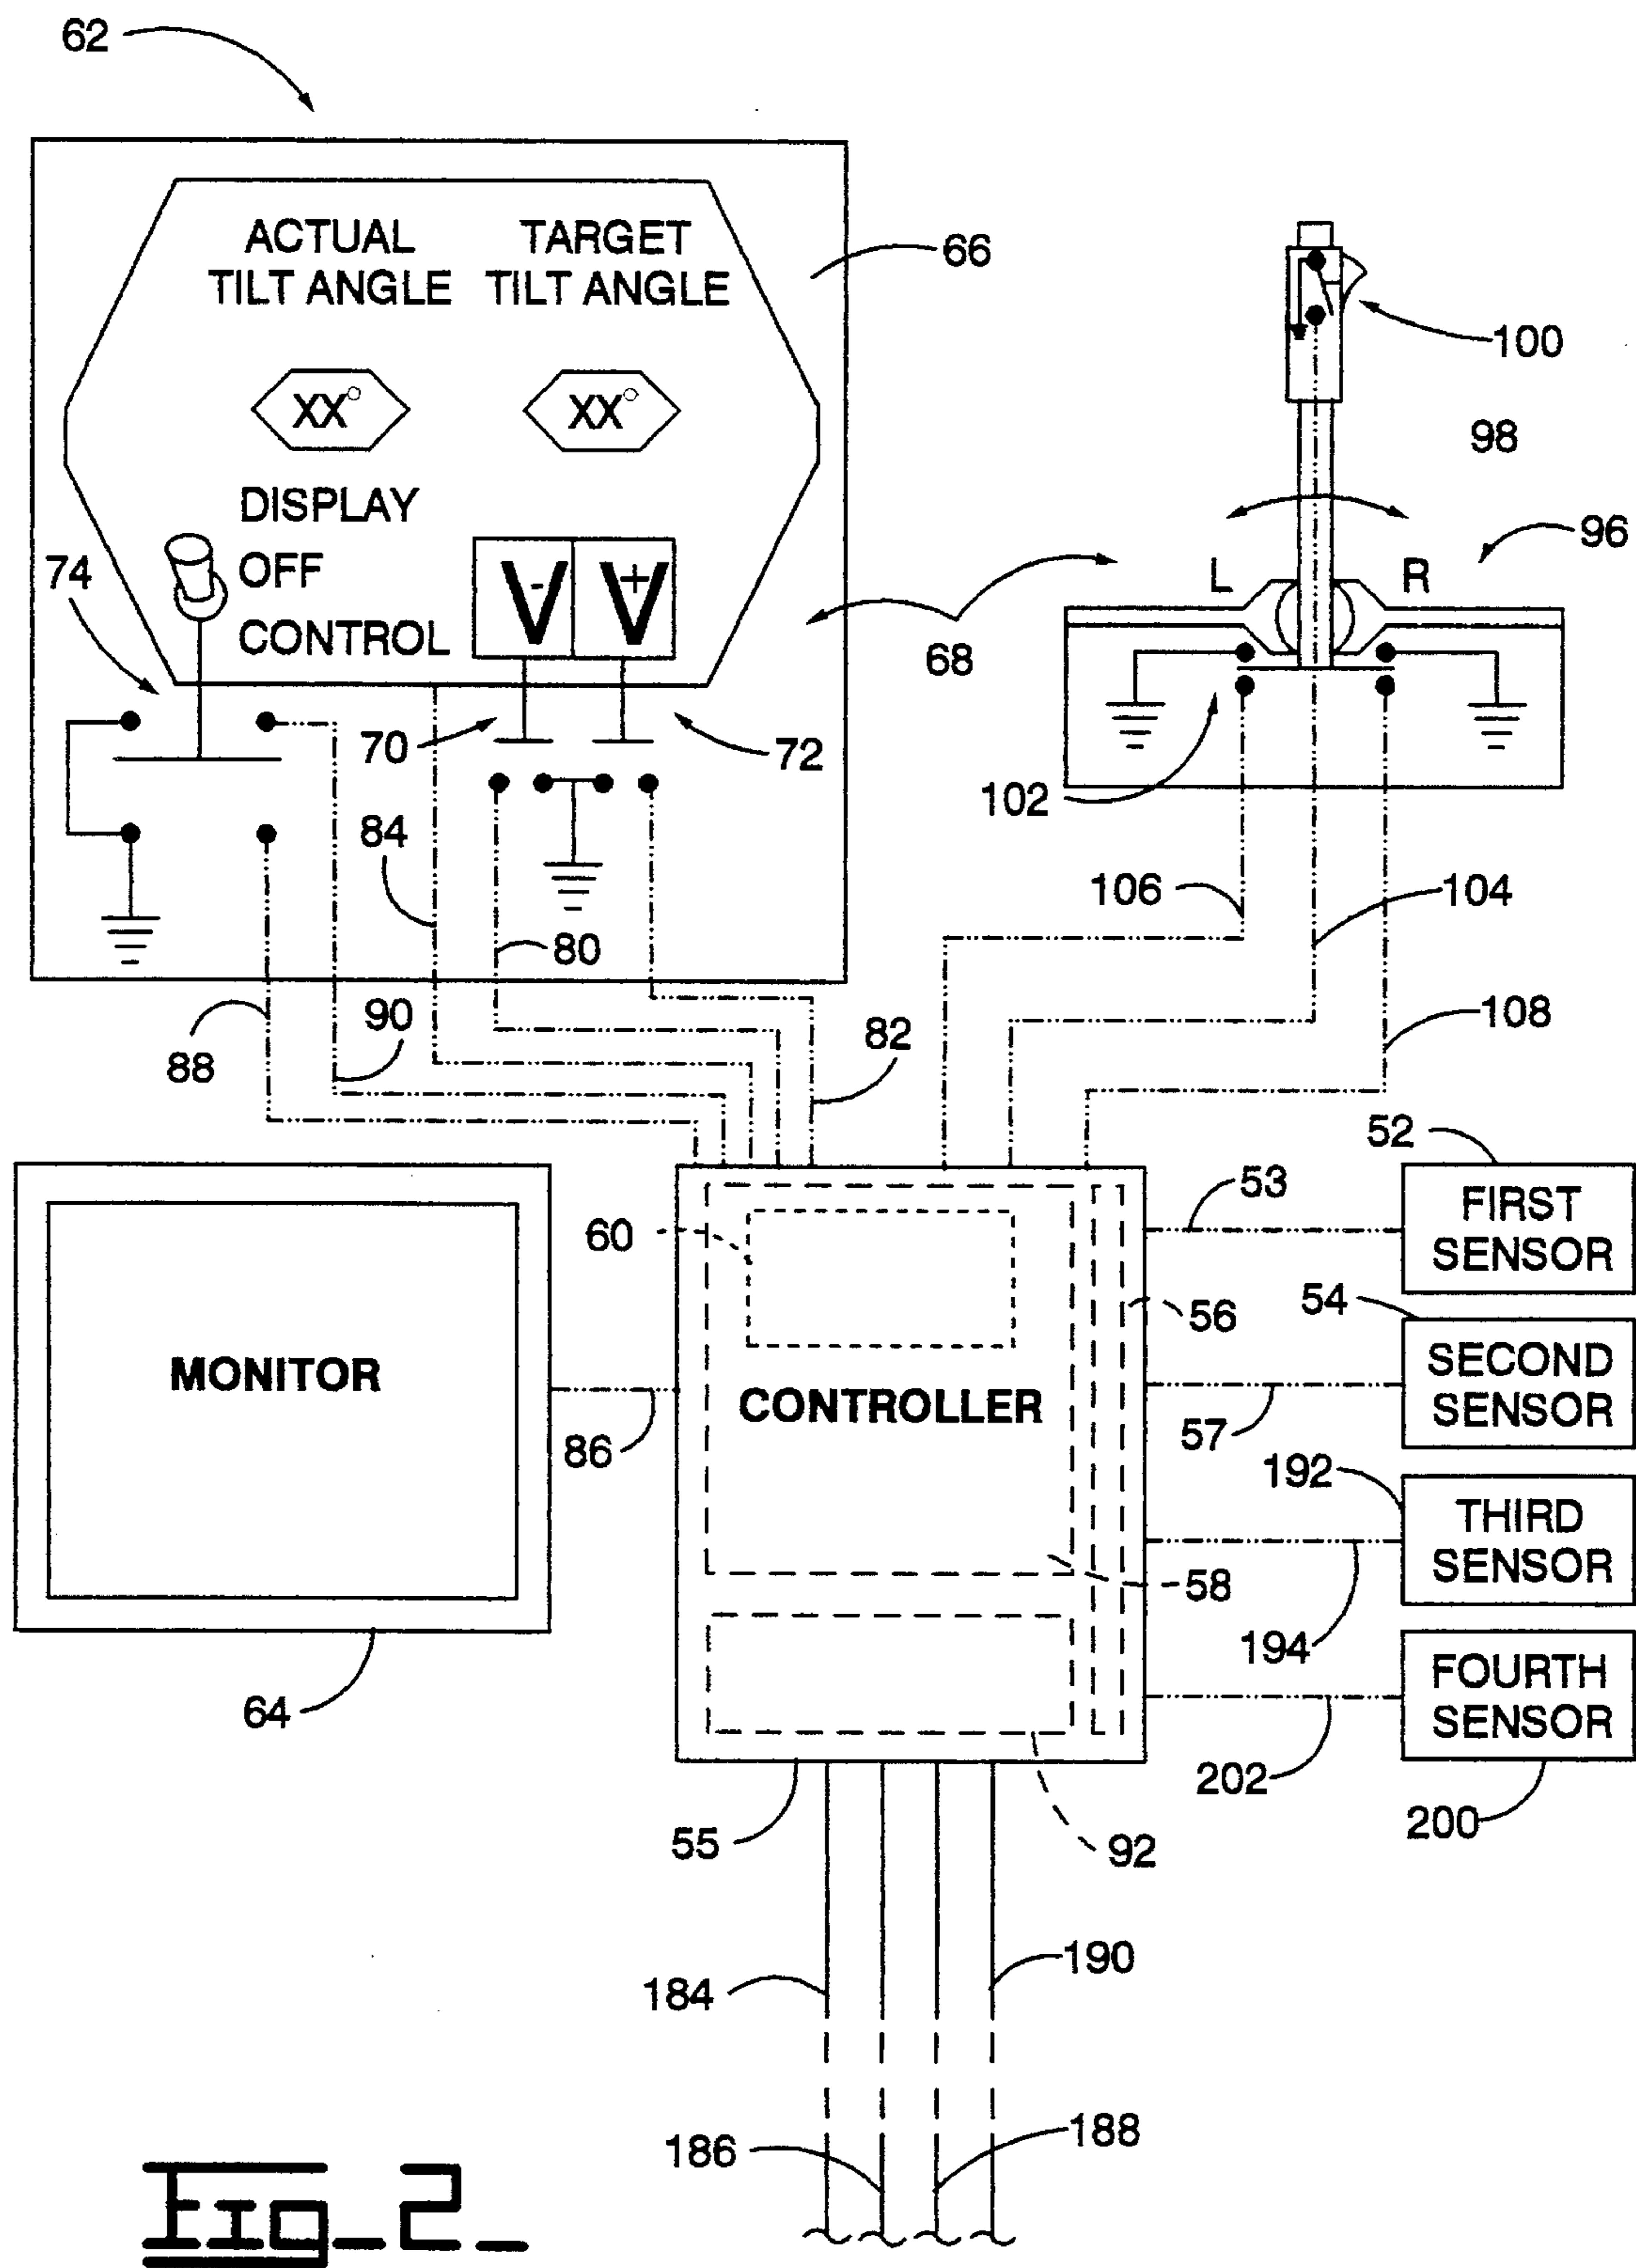 62
ACTUAL TILT ANGLE
TARGET TILT ANGLE
66
XX°
XX°
100
98
DISPLAY
OFF
CONTROL
74
- A
+ A
L
R
96
68
70
72
102
84
80
106
104
88
90
82
108
52
53
FIRST SENSOR
60
56
54
MONITOR
CONTROLLER
SECOND SENSOR
86
57
192
THIRD SENSOR
58
194
64
FOURTH SENSOR
202
200
55
92
184
190
186
188
Fig_2_